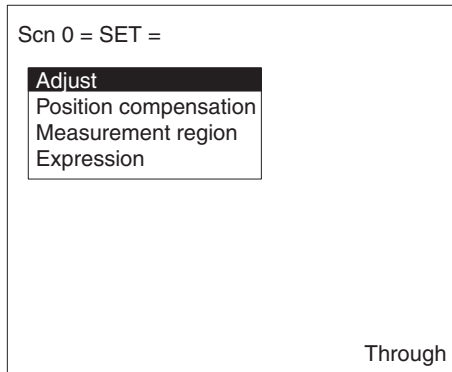 Scn 0 = SET =
Adjust
Position compensation
Measurement region
Expression
Through